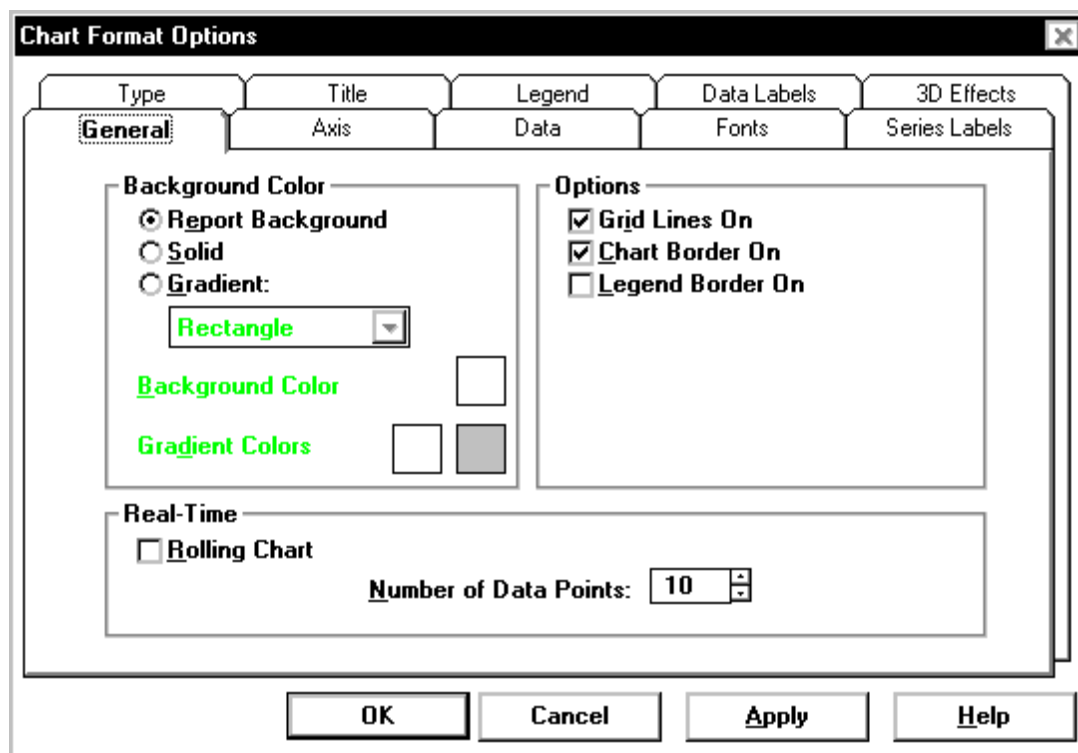 Chart Format Options
Type Title Legend Data Labels 3D Effects
General Axis Data Fonts Series Labels
Background Color
Report Background
Solid
Gradient:
Rectangle
Background Color
Gradient Colors
Options
Grid Lines On
Chart Border On
Legend Border On
Real-Time
Rolling Chart
Number of Data Points: 10
OK Cancel Apply Help